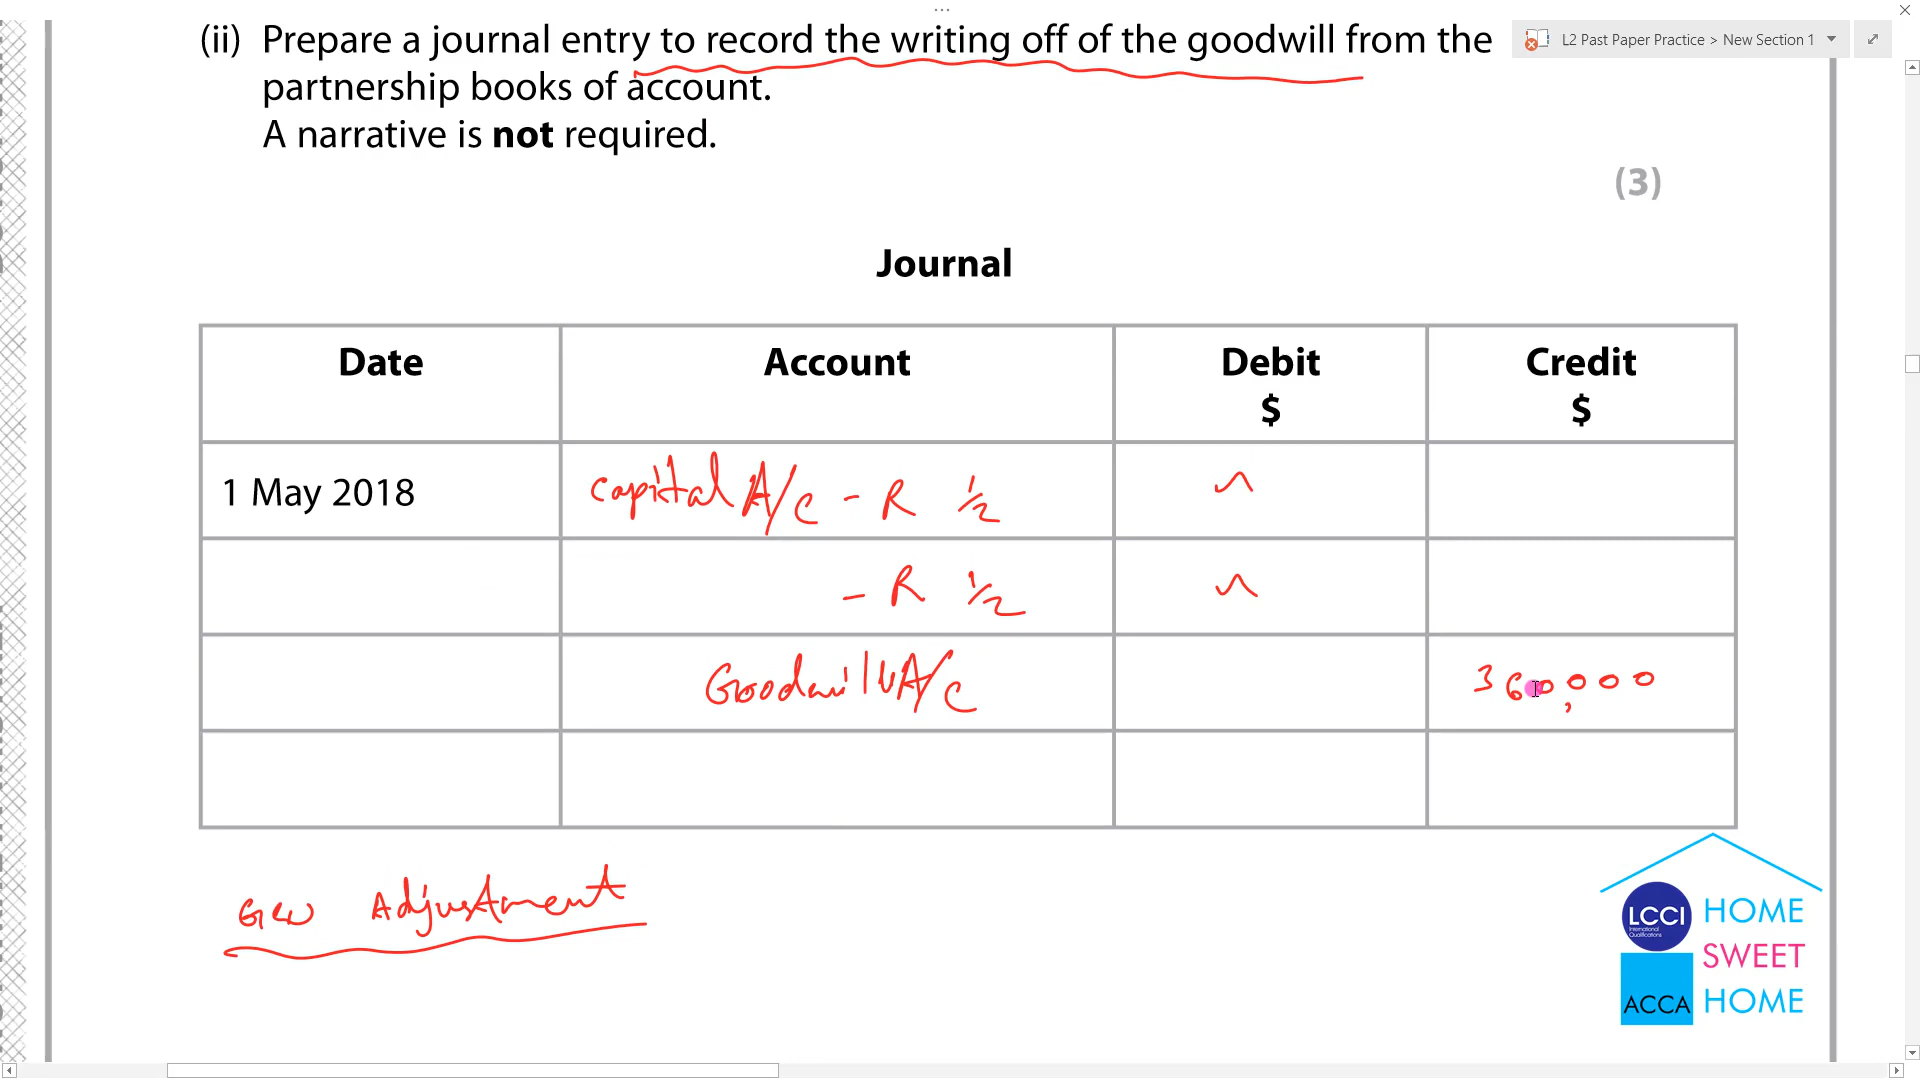 (ii) Prepare a journal entry to record the writing off of the goodwill from the
partnership books of account.
A narrative is not required.
L2 Past Paper Practice > New Section 1
(3)
Journal
Date Account Debit $ Credit $
1 May 2018 Capital A/C - R 1/2
- R 1/2
Goodwill A/C 360,000
GW Adjustment
LCCI
International Qualifications
ACCA
HOME
SWEET
HOME